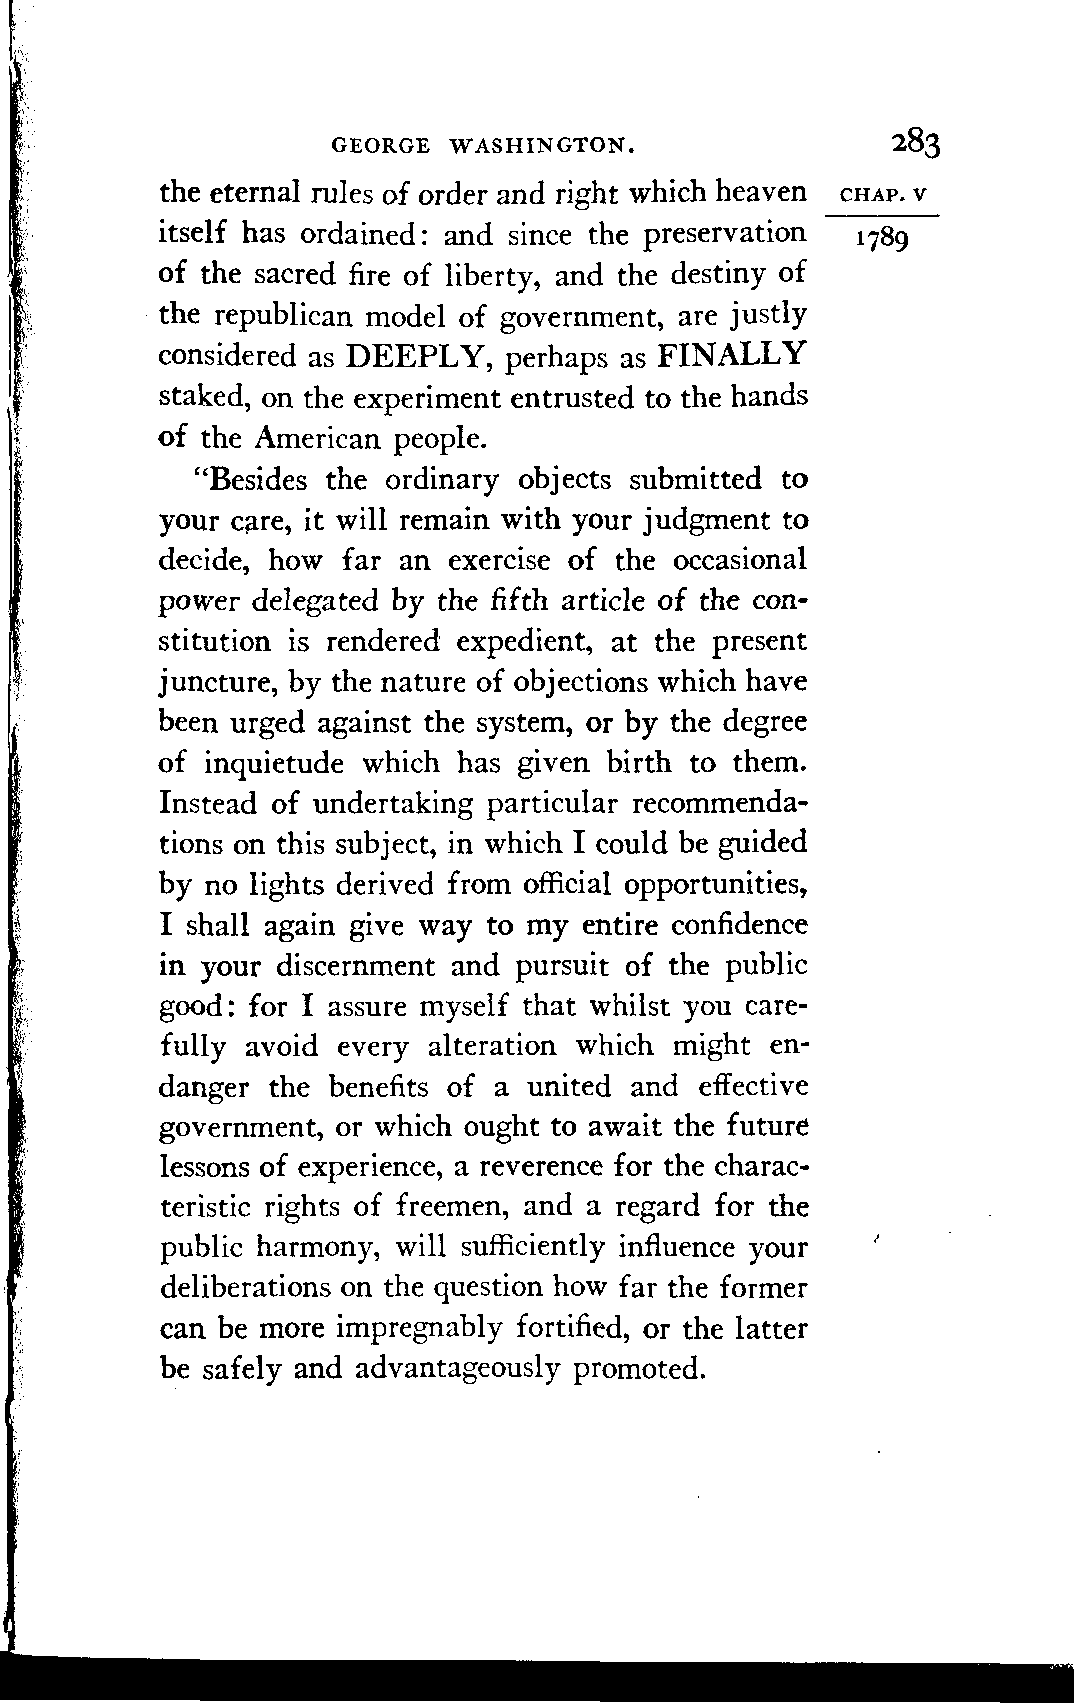 GEORGE WASHINGTON. 283
the eternal rules of order and right which heaven CHAP. V
itself has ordained: and since the preservation 1789
of the sacred fire of liberty, and the destiny of
the republican model of government, are justly
considered as DEEPLY, perhaps as FINALLY
staked, on the experiment entrusted to the hands
of the American people.
“Besides the ordinary objects submitted to
your care, it will remain with your judgment to
decide, how far an exercise of the occasional
power delegated by the fifth article of the con-
stitution is rendered expedient, at the present
juncture, by the nature of objections which have
been urged against the system, or by the degree
of inquietude which has given birth to them.
Instead of undertaking particular recommenda-
tions on this subject, in which I could be guided
by no lights derived from official opportunities,
I shall again give way to my entire confidence
in your discernment and pursuit of the public
good: for I assure myself that whilst you care-
fully avoid every alteration which might en-
danger the benefits of a united and effective
government, or which ought to await the future
lessons of experience, a reverence for the charac-
teristic rights of freemen, and a regard for the
public harmony, will sufficiently influence your
deliberations on the question how far the former
can be more impregnably fortified, or the latter
be safely and advantageously promoted.